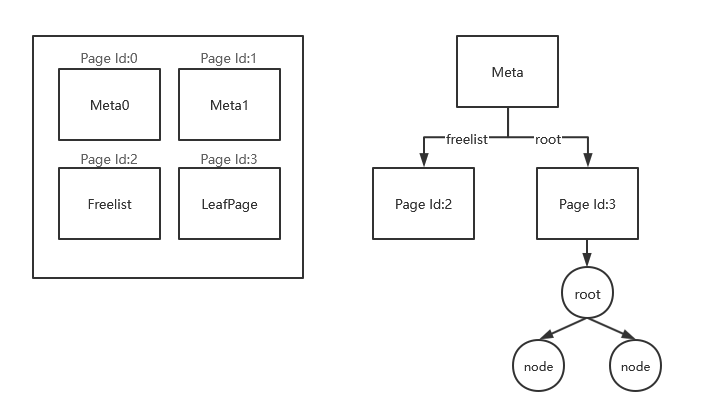 Page Id:0
Page Id:1
Meta0
Meta1
Page Id:2
Page Id:3
Freelist
LeafPage
Meta
freelist
root
Page Id:2
Page Id:3
root
node
node